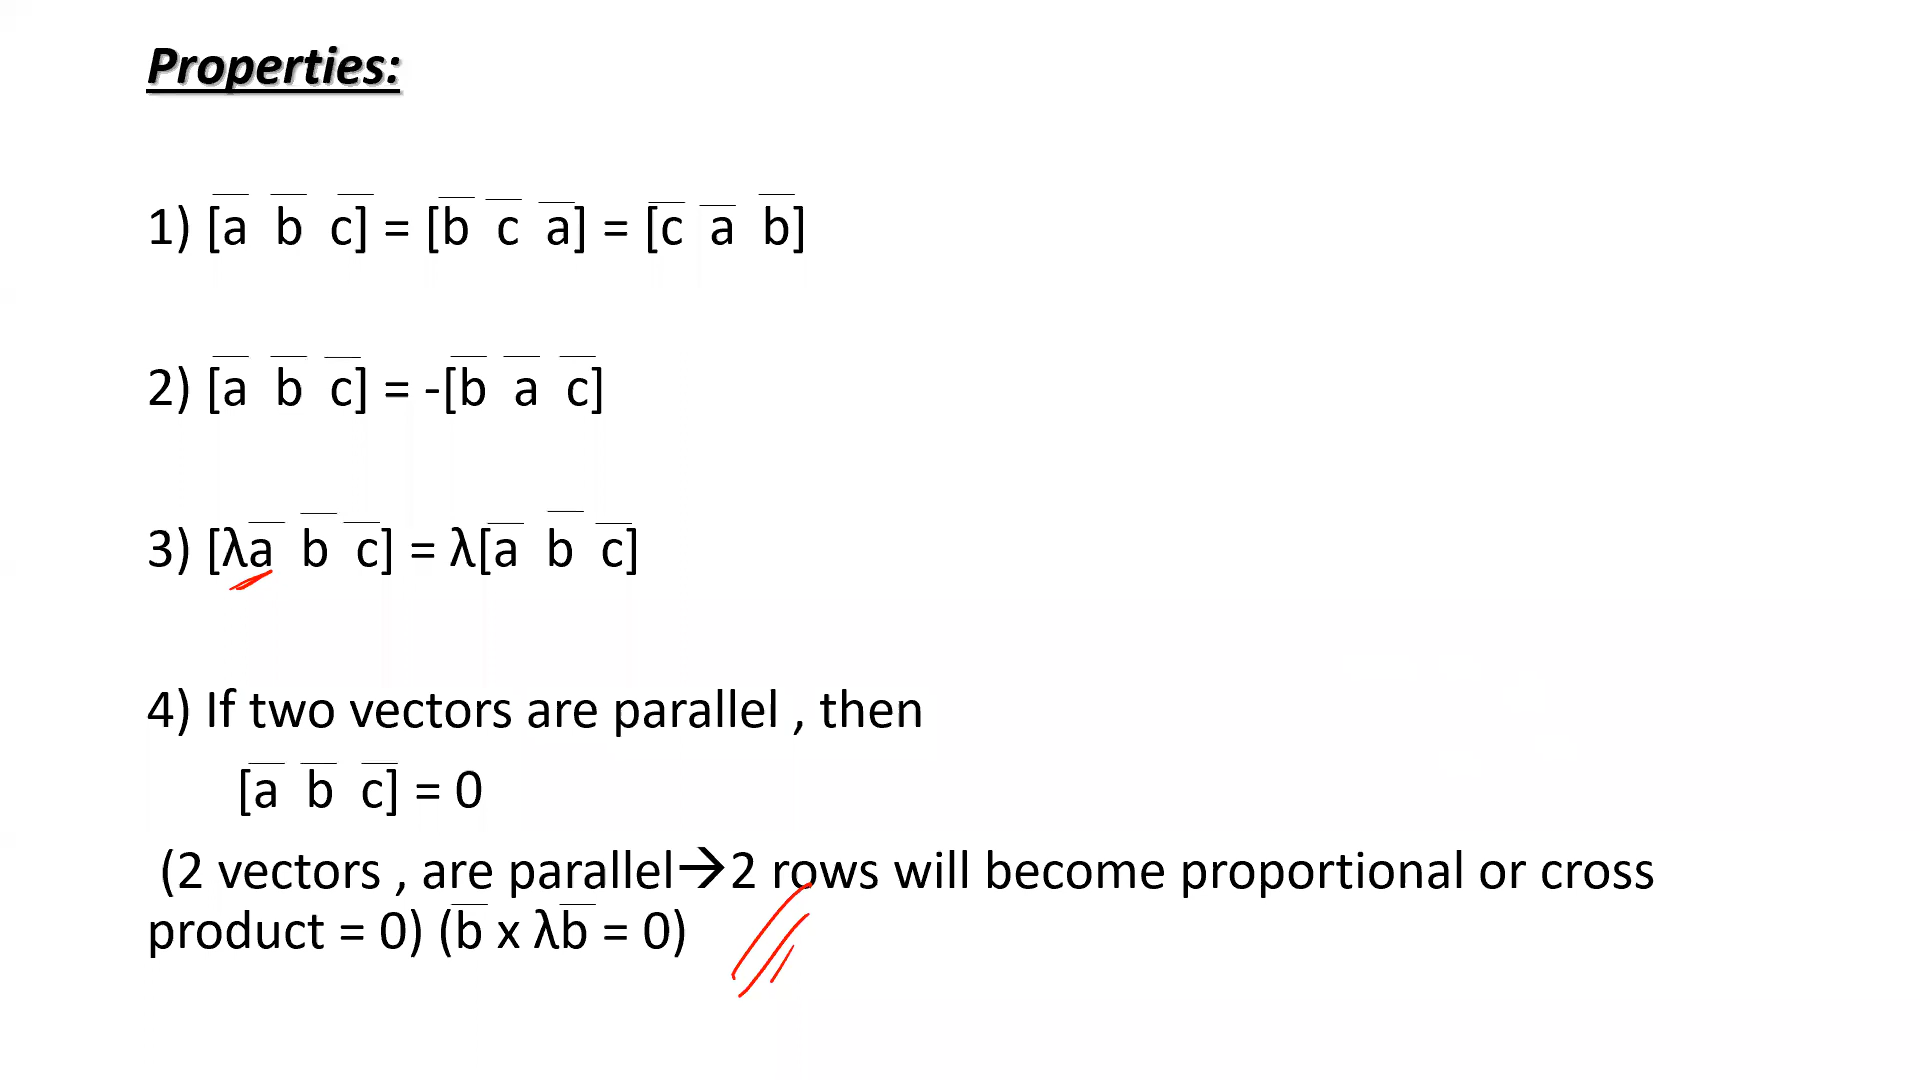 Properties:
1) [a̅ b̅ c̅] = [b̅ c̅ a̅] = [c̅ a̅ b̅]
2) [a̅ b̅ c̅] = -[b̅ a̅ c̅]
3) [λa̅ b̅ c̅] = λ[a̅ b̅ c̅]
4) If two vectors are parallel , then
[a̅ b̅ c̅] = 0
(2 vectors , are parallel→2 rows will become proportional or cross
product = 0) (b̅ x λb̅ = 0)